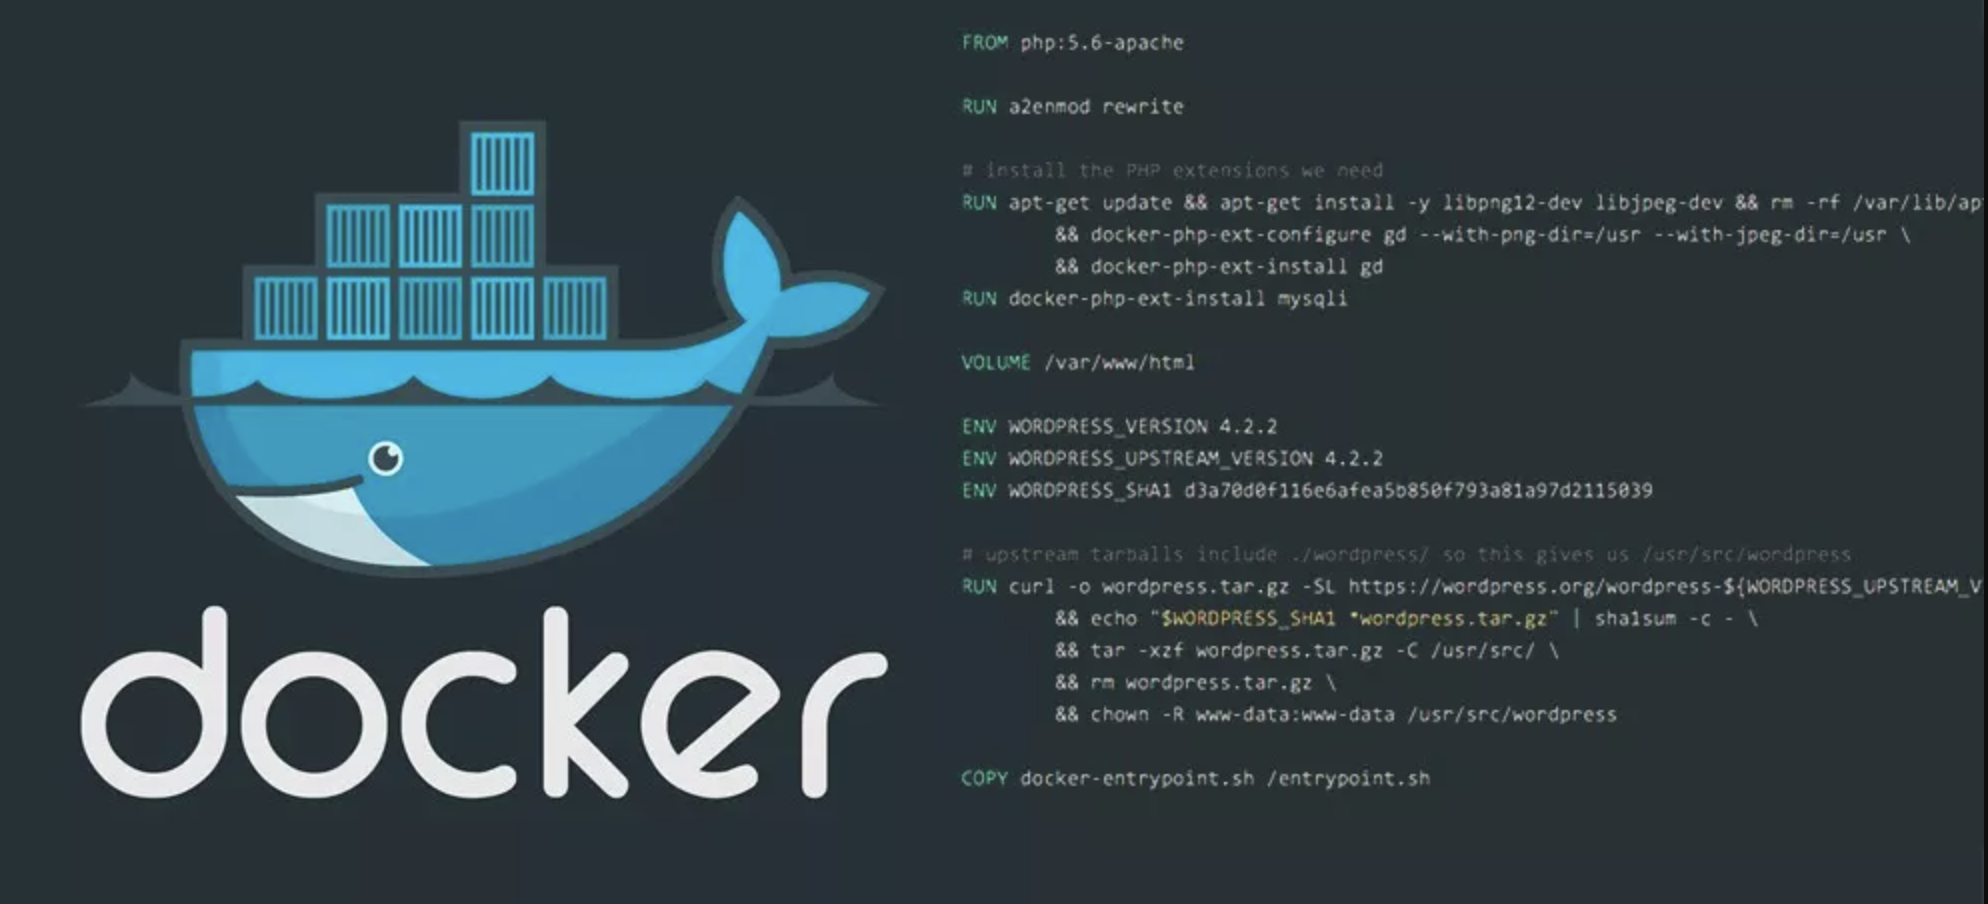 docker
FROM php:5.6-apache
RUN a2enmod rewrite
# install the PHP extensions we need
RUN apt-get update && apt-get install -y libpng12-dev libjpeg-dev && rm -rf /var/lib/ap
&& docker-php-ext-configure gd --with-png-dir=/usr --with-jpeg-dir=/usr \
&& docker-php-ext-install gd
RUN docker-php-ext-install mysqli
VOLUME /var/www/html
ENV WORDPRESS_VERSION 4.2.2
ENV WORDPRESS_UPSTREAM_VERSION 4.2.2
ENV WORDPRESS_SHA1 d3a70d0f116e6afea5b850f793a81a97d2115039
# upstream tarballs include ./wordpress/ so this gives us /usr/src/wordpress
RUN curl -o wordpress.tar.gz -SL https://wordpress.org/wordpress-${WORDPRESS_UPSTREAM_V
&& echo "$WORDPRESS_SHA1 *wordpress.tar.gz" | sha1sum -c - \
&& tar -xzf wordpress.tar.gz -C /usr/src/ \
&& rm wordpress.tar.gz \
&& chown -R www-data:www-data /usr/src/wordpress
COPY docker-entrypoint.sh /entrypoint.sh